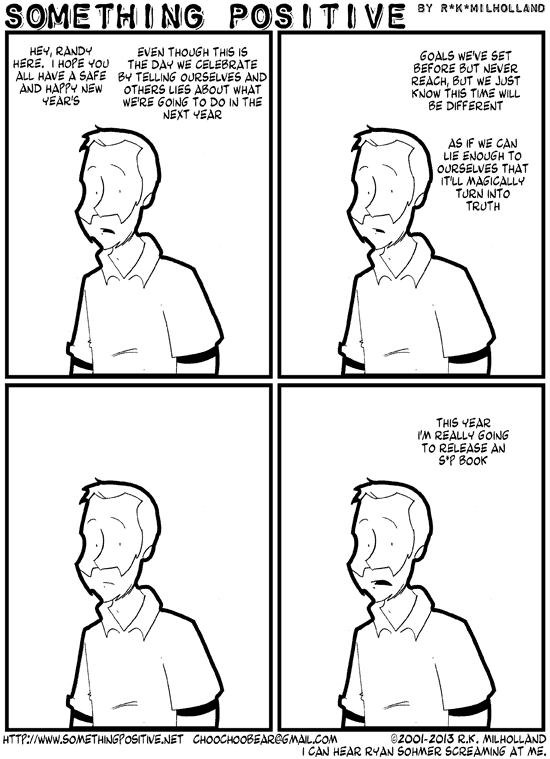 SOMETHING POSITIVE BY R*K*MILHOLLAND
HEY, RANDY
HERE. I HOPE YOU
ALL HAVE A SAFE
AND HAPPY NEW
YEAR'S
EVEN THOUGH THIS IS
THE DAY WE CELEBRATE
BY TELLING OURSELVES AND
OTHERS LIES ABOUT WHAT
WE'RE GOING TO DO IN THE
NEXT YEAR
GOALS WE'VE SET
BEFORE BUT NEVER
REACH, BUT WE JUST
KNOW THIS TIME WILL
BE DIFFERENT
AS IF WE CAN
LIE ENOUGH TO
OURSELVES THAT
IT'LL MAGICALLY
TURN INTO
TRUTH
THIS YEAR
I'M REALLY GOING
TO RELEASE AN
S*P BOOK
HTTP://WWW.SOMETHINGPOSITIVE.NET CHOOCHOOBEAR@GMAIL.COM ©2001-2013 R.K. MILHOLLAND
I CAN HEAR RYAN SOHMER SCREAMING AT ME.